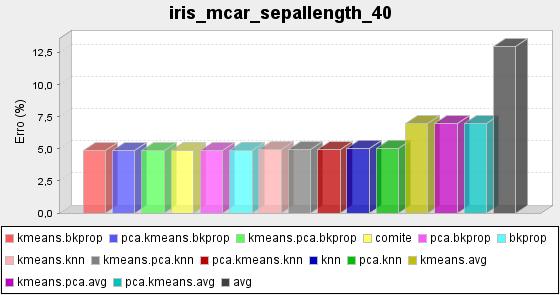 iris_mcar_sepallength_40
12,5
10,0
7,5
5,0
2,5
0,0
Erro (%)
kmeans.bkprop pca.kmeans.bkprop kmeans.pca.bkprop comite pca.bkprop bkprop
kmeans.knn kmeans.pca.knn pca.kmeans.knn knn pca.knn kmeans.avg
kmeans.pca.avg pca.kmeans.avg avg